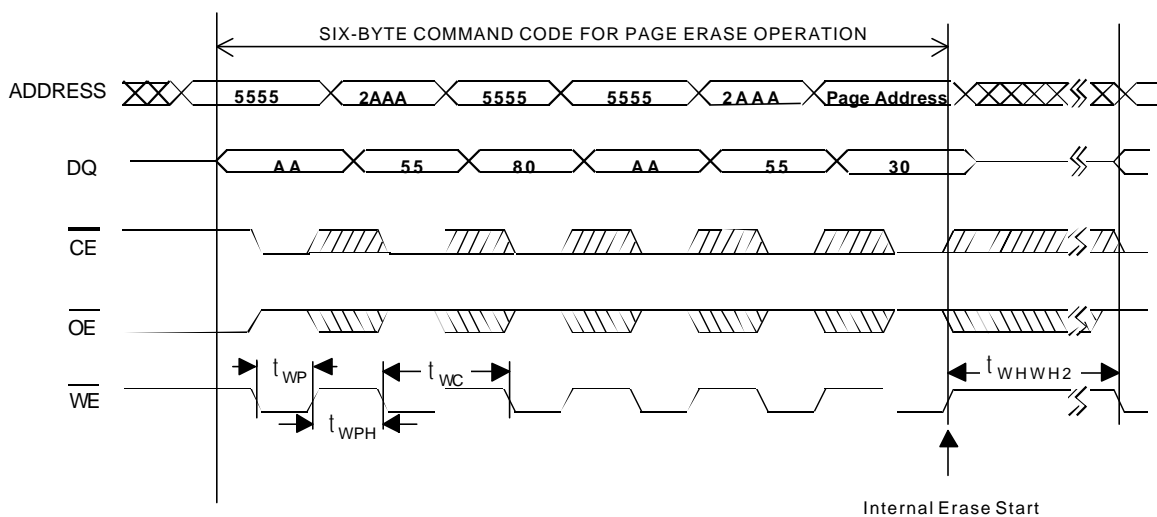 SIX-BYTE COMMAND CODE FOR PAGE ERASE OPERATION
ADDRESS 5555 2AAA 5555 5555 2AAA Page Address
DQ AA 55 80 AA 55 30
CE
OE
tWP tWC tWHWH2
WE
tWPH
Internal Erase Start